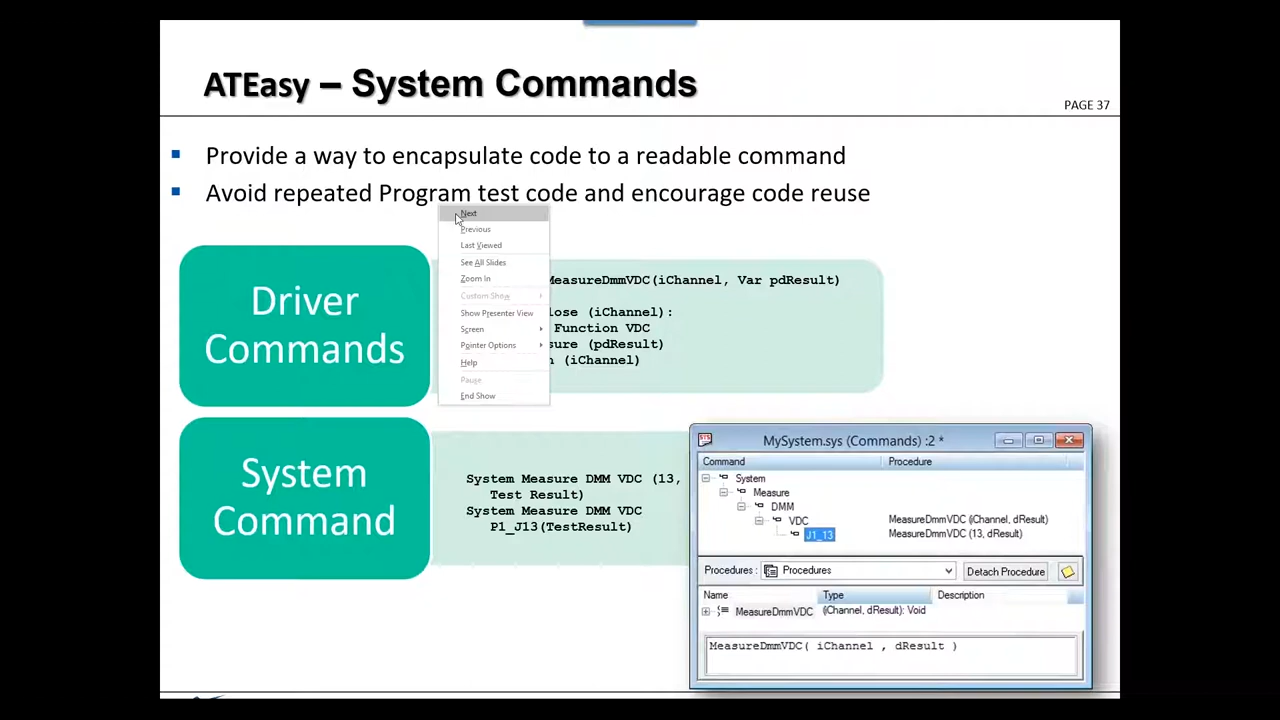 ATEasy – System Commands
PAGE 37
Provide a way to encapsulate code to a readable command
Avoid repeated Program test code and encourage code reuse
Next
Previous
Last Viewed
See All Slides
Zoom In
Custom Show
Show Presenter View
Screen
Pointer Options
Help
Pause
End Show
Driver
Commands
MeasureDmmVDC(iChannel, Var pdResult)
lose (iChannel):
Function VDC
sure (pdResult)
(iChannel)
System
Command
System Measure DMM VDC (13,
Test Result)
System Measure DMM VDC
P1_J13(TestResult)
MySystem.sys (Commands) :2 *
Command Procedure
System
Measure
DMM
VDC MeasureDmmVDC (iChannel, dResult)
J1_13 MeasureDmmVDC (13, dResult)
Procedures : Procedures Detach Procedure
Name Type Description
MeasureDmmVDC (iChannel, dResult): Void
MeasureDmmVDC( iChannel , dResult )